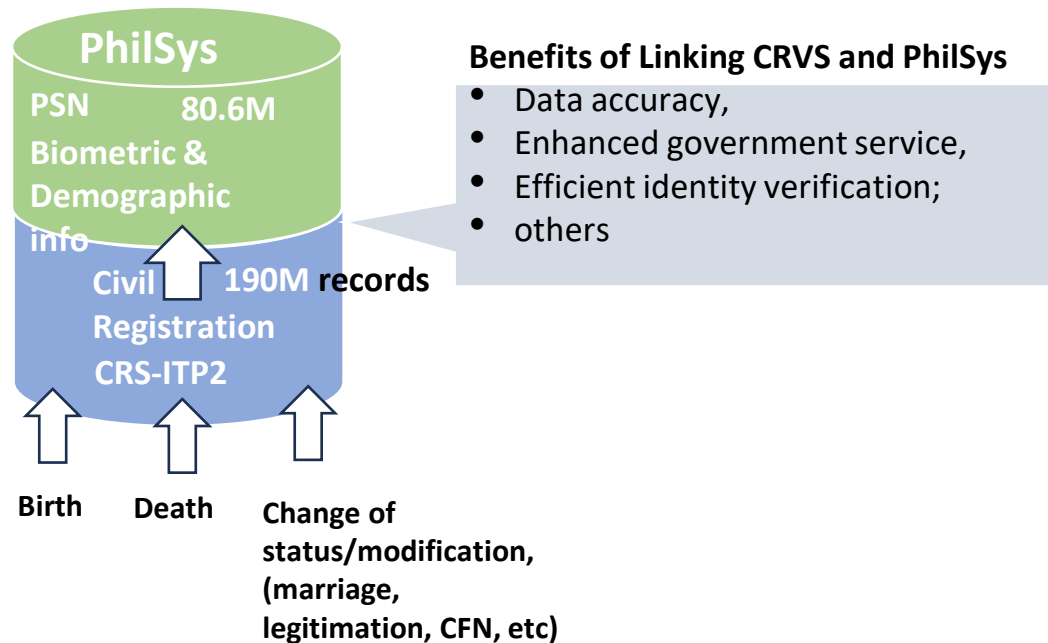 PhilSys
PSN 80.6M
Biometric &
Demographic
info
Civil 190M records
Registration
CRS-ITP2
Birth
Death
Change of
status/modification,
(marriage,
legitimation, CFN, etc)
Benefits of Linking CRVS and PhilSys
• Data accuracy,
• Enhanced government service,
• Efficient identity verification;
• others